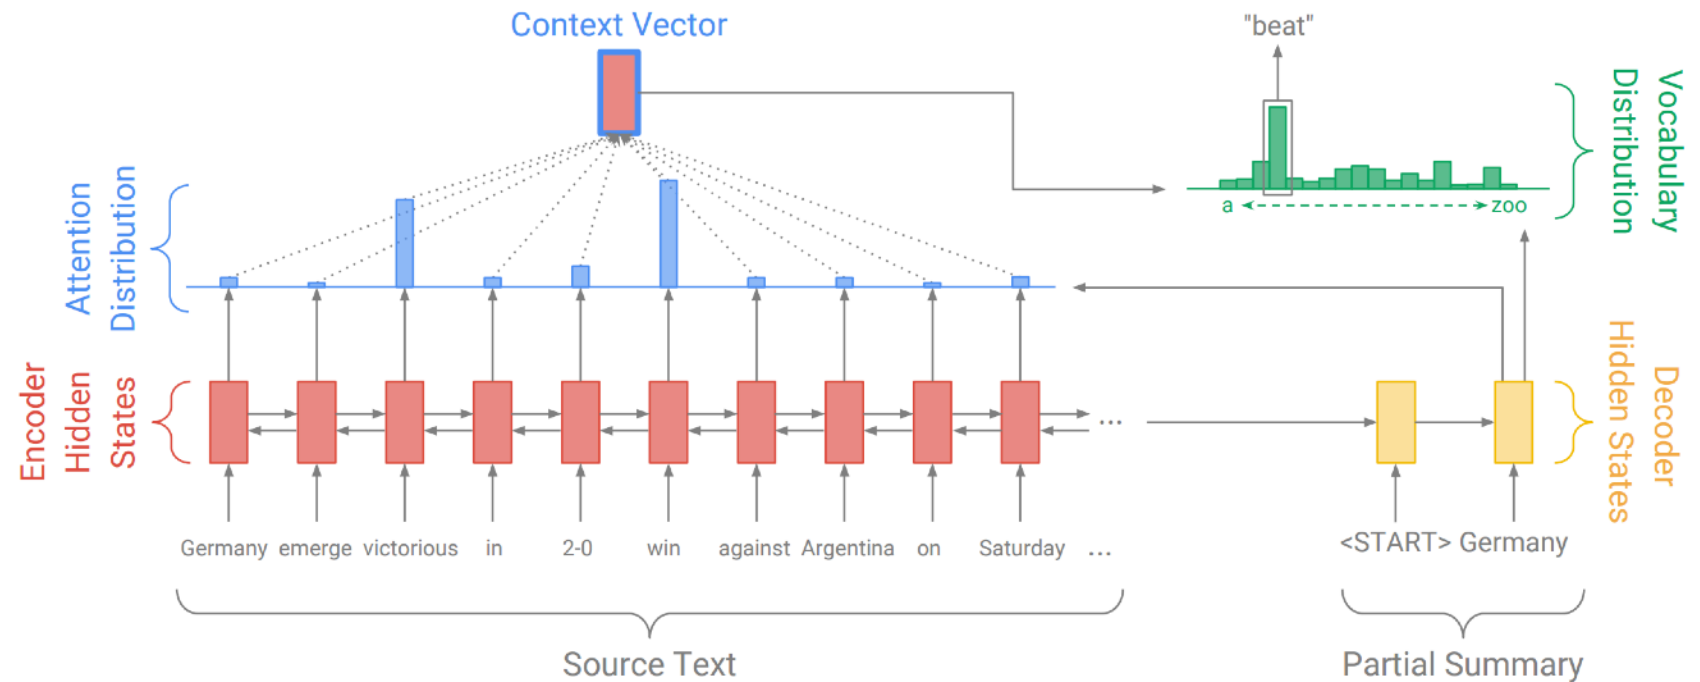 Context Vector
"beat"
Vocabulary
Distribution
a
zoo
Attention
Distribution
Encoder
Hidden
States
...
Decoder
Hidden States
Germany emerge victorious in 2-0 win against Argentina on Saturday ...
<START> Germany
Source Text
Partial Summary